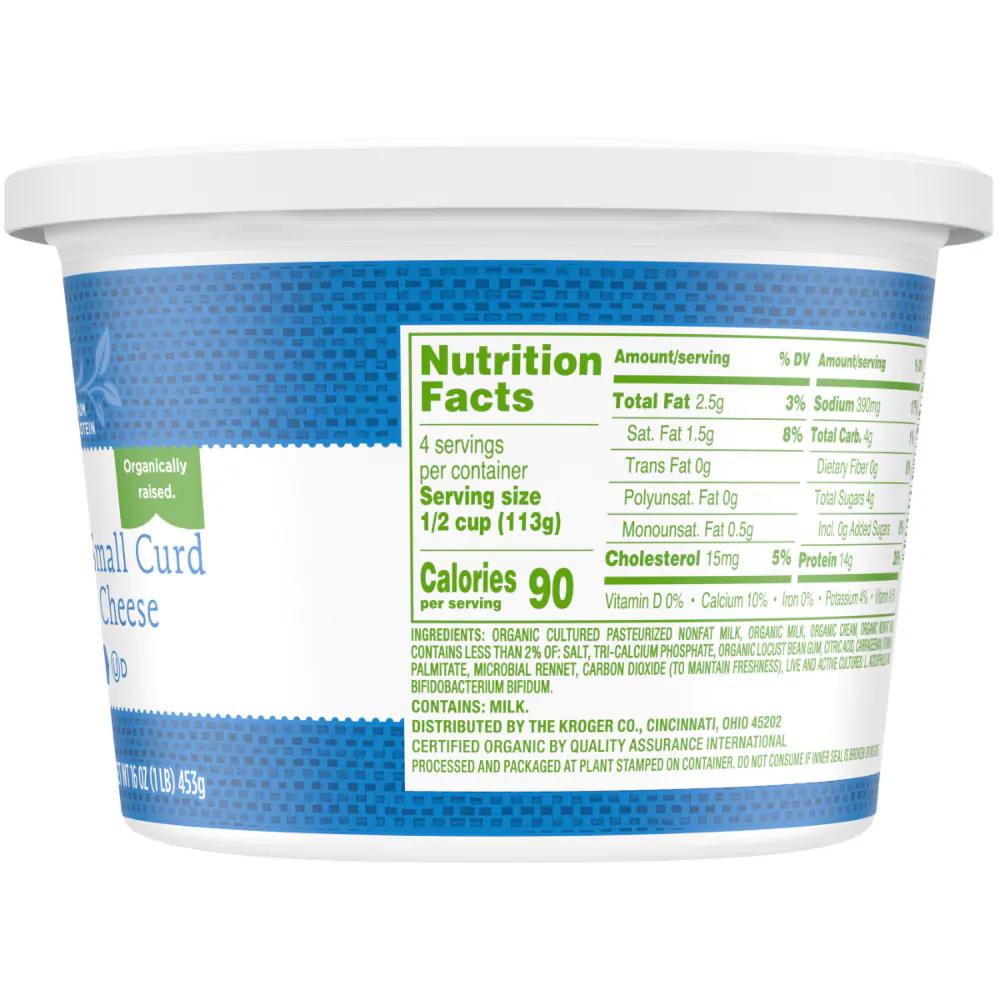 Organically
raised.
Small Curd
Cheese
D
NET WT 16 OZ (1 LB) 453g
Nutrition
Facts
4 servings
per container
Serving size
1/2 cup (113g)
Calories
per serving
90
Amount/serving % DV
Total Fat 2.5g 3%
Sat. Fat 1.5g 8%
Trans Fat 0g
Polyunsat. Fat 0g
Monounsat. Fat 0.5g
Cholesterol 15mg 5%
Amount/serving
Sodium 390mg
Total Carb. 4g
Dietary Fiber 0g
Total Sugars 4g
Incl. 0g Added Sugars
Protein 14g
Vitamin D 0% • Calcium 10% • Iron 0% • Potassium 4% •
INGREDIENTS: ORGANIC CULTURED PASTEURIZED NONFAT MILK, ORGANIC MILK, ORGANIC CREAM,
CONTAINS LESS THAN 2% OF: SALT, TRI-CALCIUM PHOSPHATE, ORGANIC LOCUST BEAN GUM, CITRIC ACID,
PALMITATE, MICROBIAL RENNET, CARBON DIOXIDE (TO MAINTAIN FRESHNESS), LIVE AND ACTIVE CULTURES:
BIFIDOBACTERIUM BIFIDUM.
CONTAINS: MILK.
DISTRIBUTED BY THE KROGER CO., CINCINNATI, OHIO 45202
CERTIFIED ORGANIC BY QUALITY ASSURANCE INTERNATIONAL
PROCESSED AND PACKAGED AT PLANT STAMPED ON CONTAINER. DO NOT CONSUME IF INNER SEAL IS BROKEN